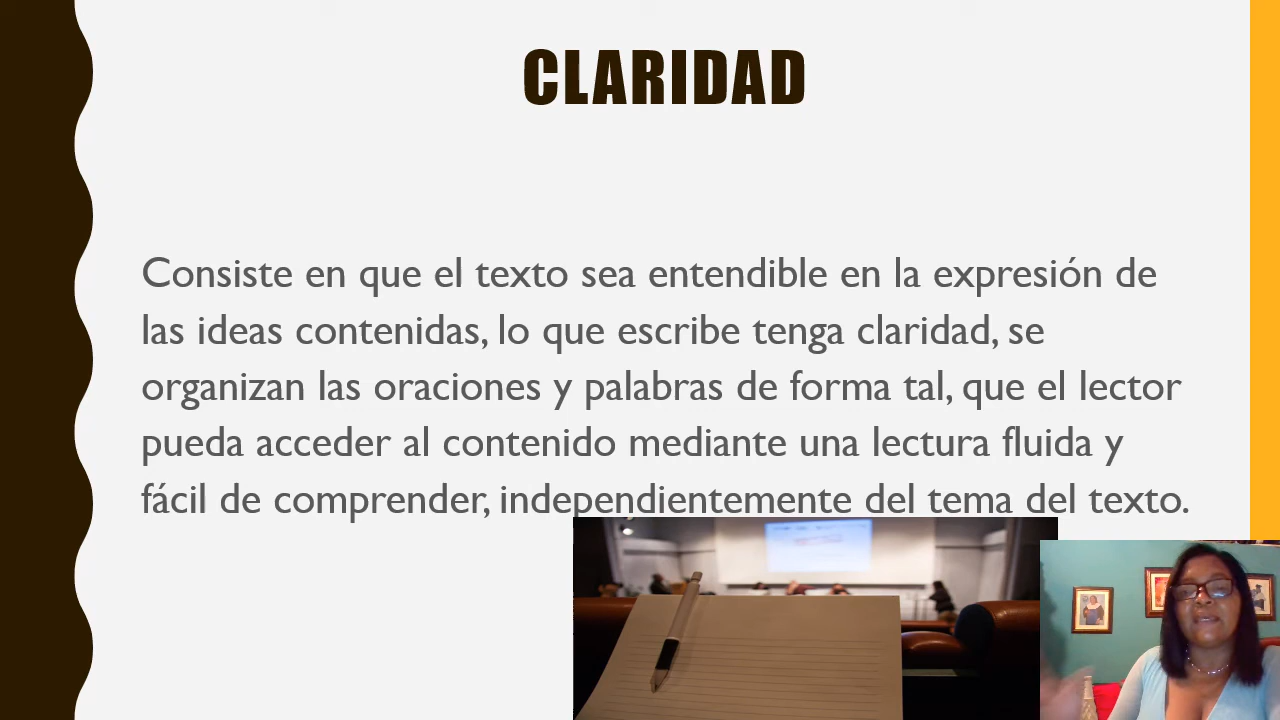 CLARIDAD
Consiste en que el texto sea entendible en la expresión de
las ideas contenidas, lo que escribe tenga claridad, se
organizan las oraciones y palabras de forma tal, que el lector
pueda acceder al contenido mediante una lectura fluida y
fácil de comprender, independientemente del tema del texto.